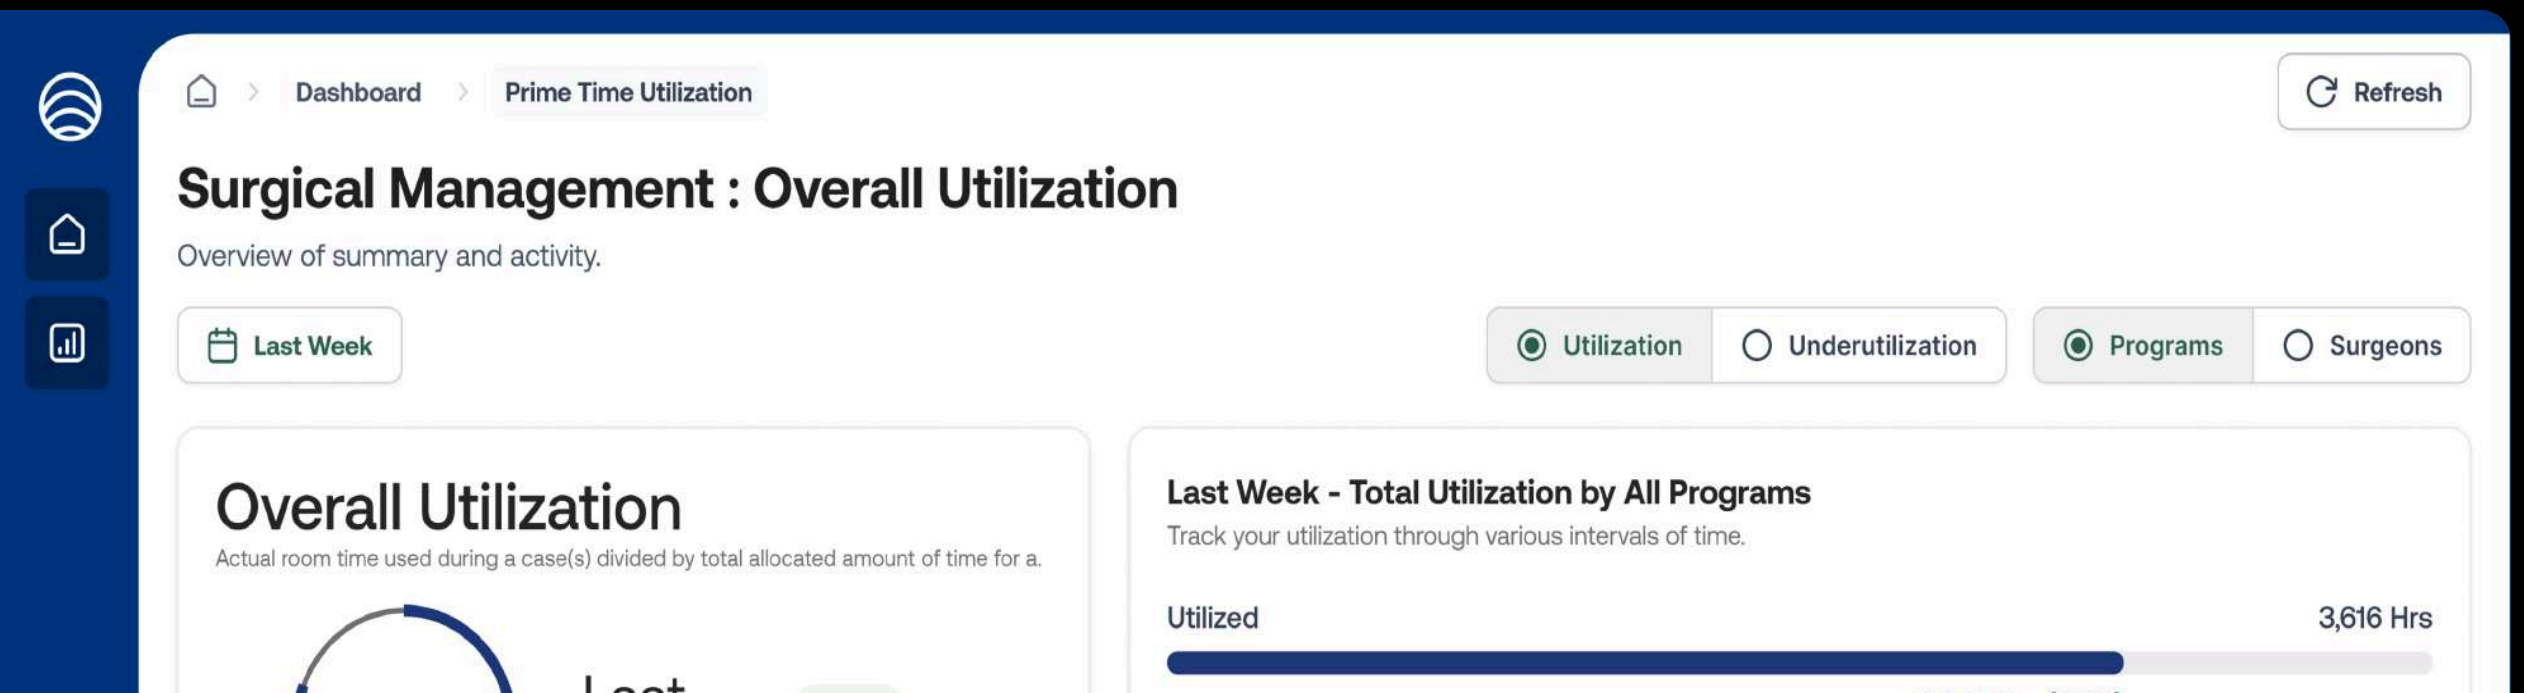 Dashboard
Prime Time Utilization
Refresh
Surgical Management : Overall Utilization
Overview of summary and activity.
Last Week
Utilization
Underutilization
Programs
Surgeons
Overall Utilization
Actual room time used during a case(s) divided by total allocated amount of time for a.
Last
Last Week - Total Utilization by All Programs
Track your utilization through various intervals of time.
Utilized
3,616 Hrs